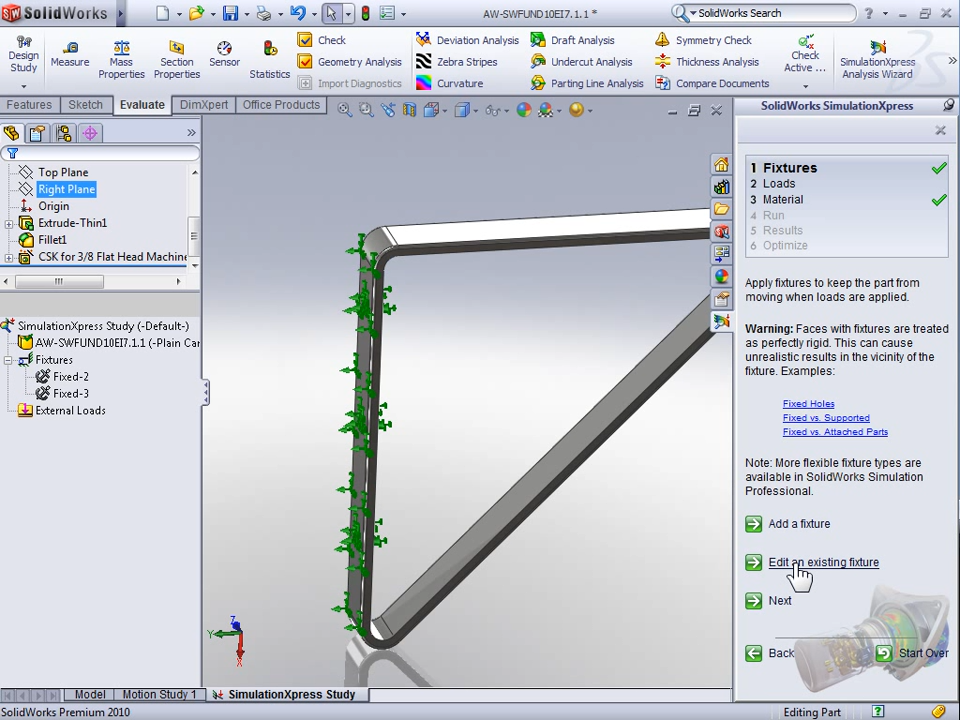 SolidWorks
AW-SWFUND10EI7.1.1 *
SolidWorks Search
Design Study
Measure
Mass Properties
Section Properties
Sensor
Statistics
Check
Geometry Analysis
Import Diagnostics
Deviation Analysis
Zebra Stripes
Curvature
Draft Analysis
Undercut Analysis
Parting Line Analysis
Symmetry Check
Thickness Analysis
Compare Documents
Check Active ...
SimulationXpress Analysis Wizard
Features
Sketch
Evaluate
DimXpert
Office Products
SolidWorks SimulationXpress
Top Plane
Right Plane
Origin
Extrude-Thin1
Fillet1
CSK for 3/8 Flat Head Machine
SimulationXpress Study (-Default-)
AW-SWFUND10EI7.1.1 (-Plain Car
Fixtures
Fixed-2
Fixed-3
External Loads
1 Fixtures
2 Loads
3 Material
4 Run
5 Results
6 Optimize
Apply fixtures to keep the part from
moving when loads are applied.
Warning: Faces with fixtures are treated
as perfectly rigid. This can cause
unrealistic results in the vicinity of the
fixture. Examples:
Fixed Holes
Fixed vs. Supported
Fixed vs. Attached Parts
Note: More flexible fixture types are
available in SolidWorks Simulation
Professional.
Add a fixture
Edit an existing fixture
Next
Back
Start Over
Z
Y
X
Model
Motion Study 1
SimulationXpress Study
SolidWorks Premium 2010
Editing Part